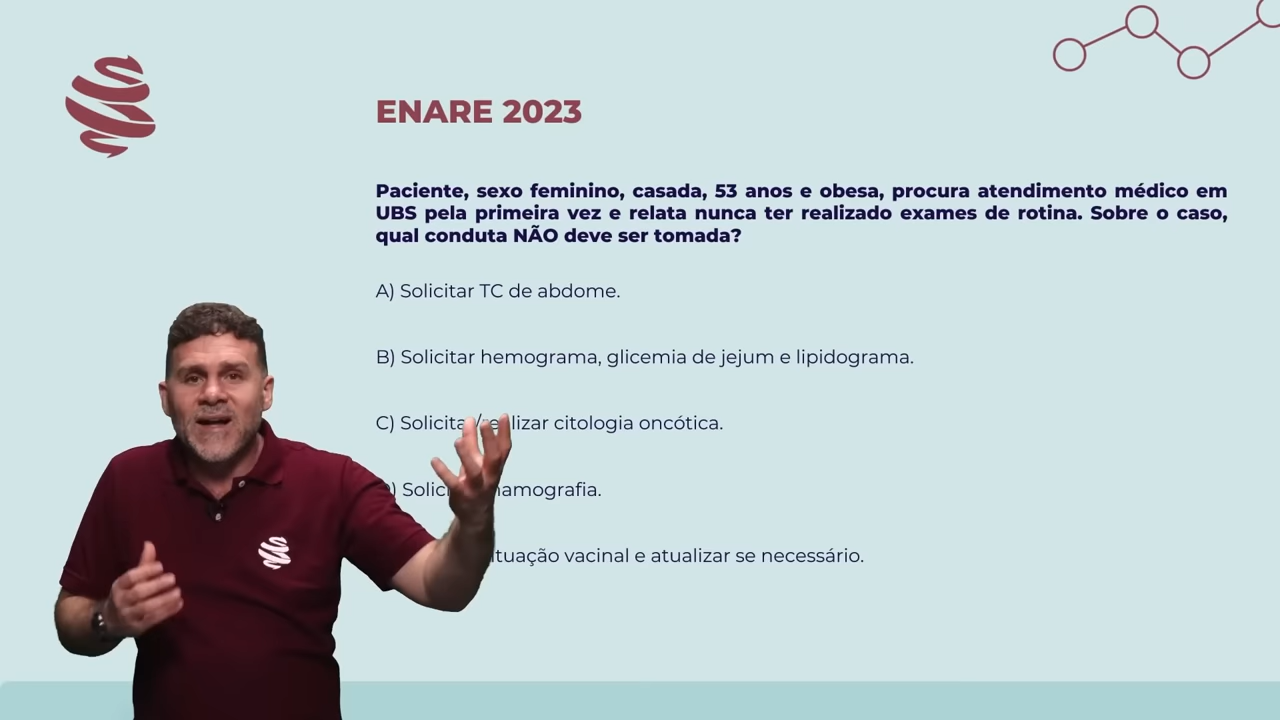 ENARE 2023
Paciente, sexo feminino, casada, 53 anos e obesa, procura atendimento médico em
UBS pela primeira vez e relata nunca ter realizado exames de rotina. Sobre o caso,
qual conduta NÃO deve ser tomada?
A) Solicitar TC de abdome.
B) Solicitar hemograma, glicemia de jejum e lipidograma.
C) Solicitar/realizar citologia oncótica.
D) Solicitar mamografia.
situação vacinal e atualizar se necessário.